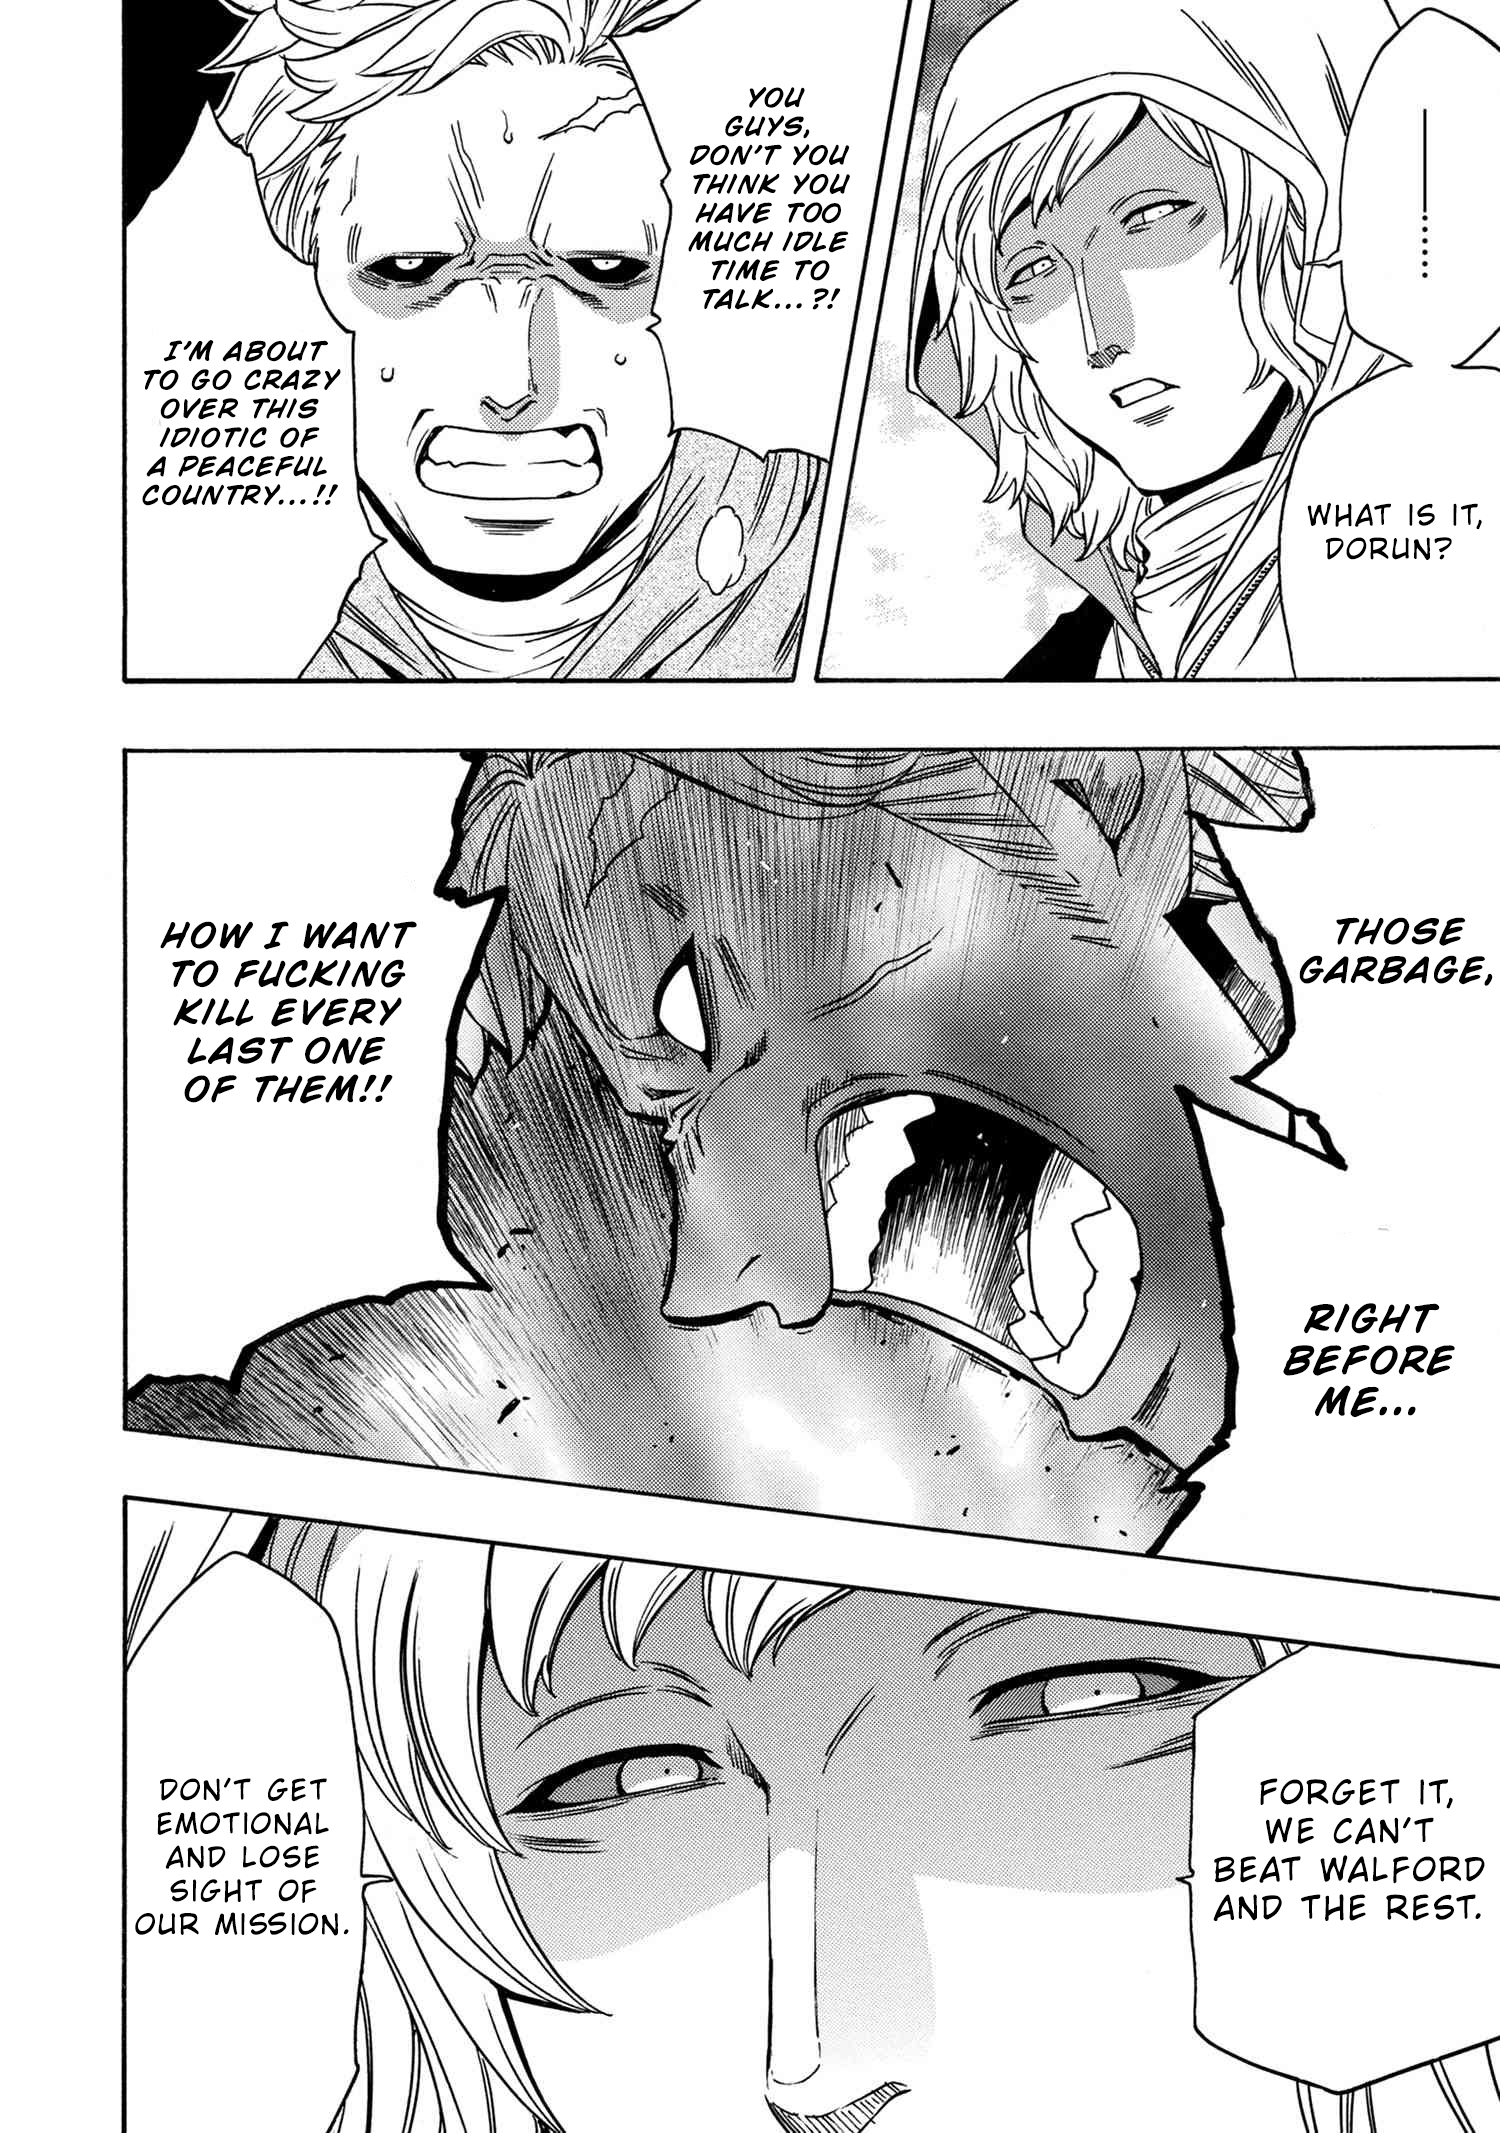 .........
WHAT IS IT,
DORUN?
YOU
GUYS,
DON'T YOU
THINK YOU
HAVE TOO
MUCH IDLE
TIME TO
TALK...?!
I'M ABOUT
TO GO CRAZY
OVER THIS
IDIOTIC OF
A PEACEFUL
COUNTRY...!!
THOSE
GARBAGE,
RIGHT
BEFORE
ME...
HOW I WANT
TO FUCKING
KILL EVERY
LAST ONE
OF THEM!!
FORGET IT,
WE CAN'T
BEAT WALFORD
AND THE REST.
DON'T GET
EMOTIONAL
AND LOSE
SIGHT OF
OUR MISSION.